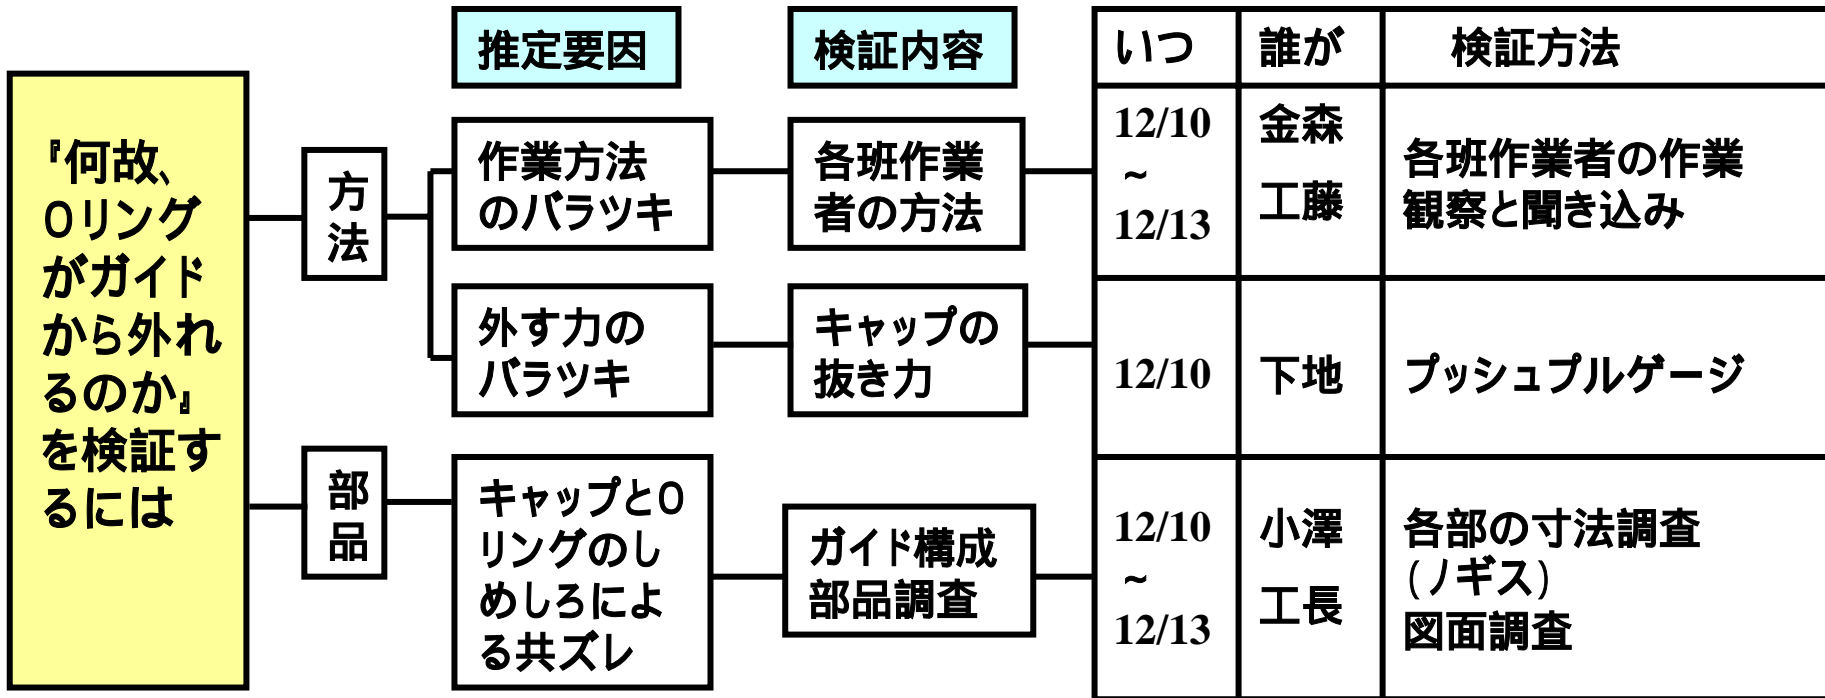 推定要因
検証内容
いつ
誰が
検証方法
『何故、
Oリング
がガイド
から外れ
るのか』
を検証す
るには
方
法
作業方法
のバラツキ
各班作業
者の方法
12/10
~
12/13
金森
工藤
各班作業者の作業
観察と聞き込み
外す力の
バラツキ
キャップの
抜き力
12/10
下地
プッシュプルゲージ
部
品
キャップとO
リングのし
めしろによ
る共ズレ
ガイド構成
部品調査
12/10
~
12/13
小澤
工長
各部の寸法調査
(ノギス)
図面調査